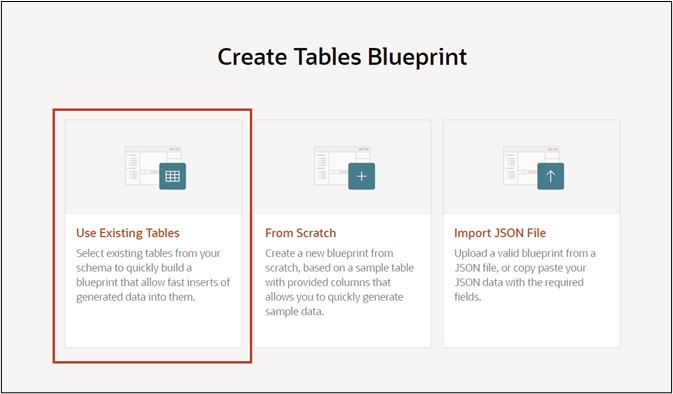 Create Tables Blueprint
Use Existing Tables
Select existing tables from your
schema to quickly build a
blueprint that allow fast inserts of
generated data into them.
From Scratch
Create a new blueprint from
scratch, based on a sample table
with provided columns that
allows you to quickly generate
sample data.
Import JSON File
Upload a valid blueprint from a
JSON file, or copy paste your
JSON data with the required
fields.